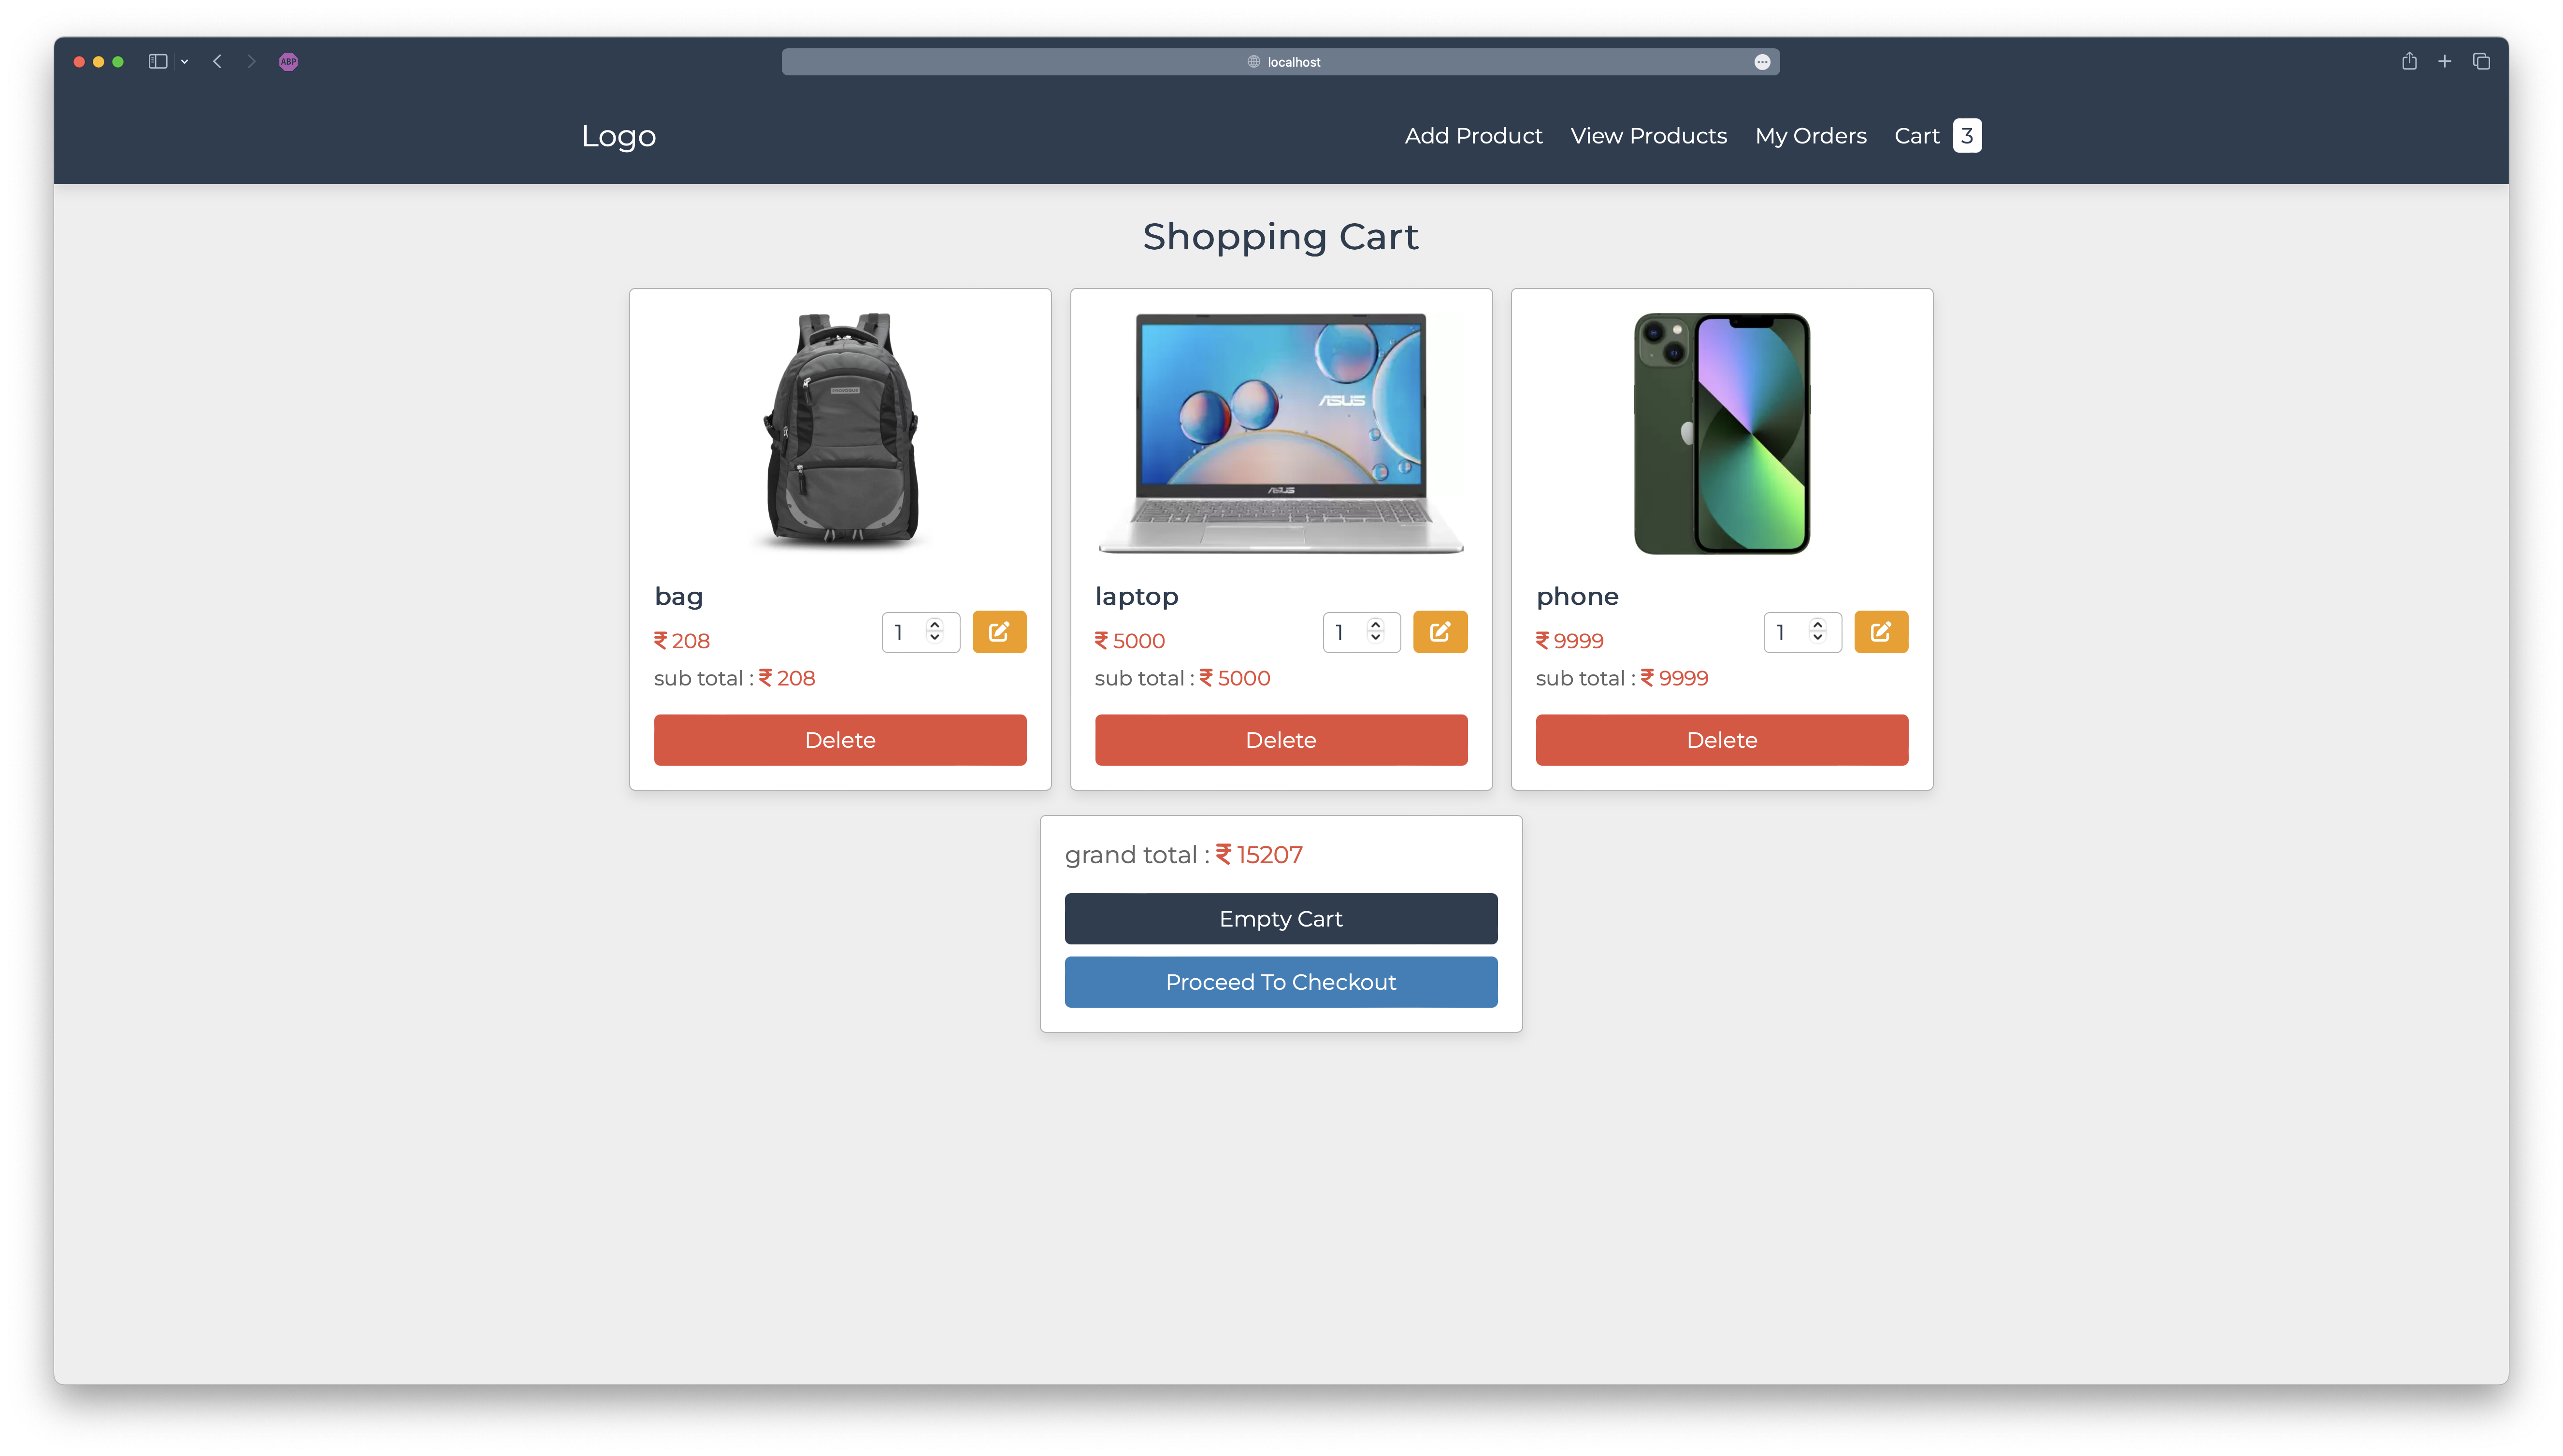 ABP
localhost
Logo
Add Product View Products My Orders Cart 3
Shopping Cart
ASUS
ASUS
bag
₹ 208
1
sub total : ₹ 208
Delete
laptop
₹ 5000
1
sub total : ₹ 5000
Delete
phone
₹ 9999
1
sub total : ₹ 9999
Delete
grand total : ₹ 15207
Empty Cart
Proceed To Checkout